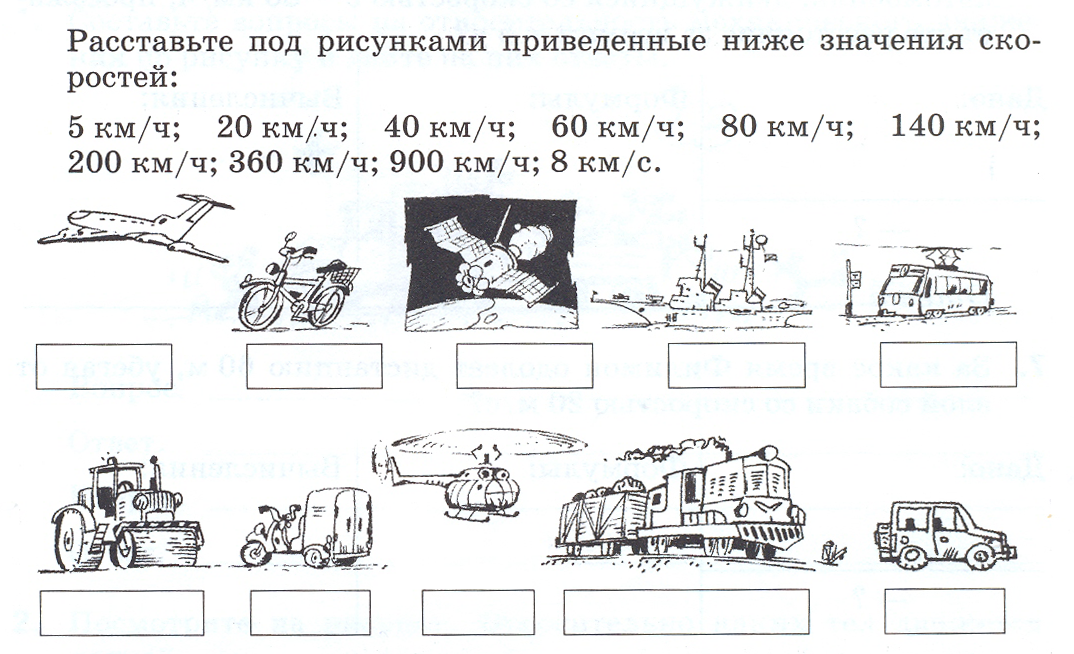 Расставьте под рисунками приведенные ниже значения ско-
ростей:
5 км/ч; 20 км/ч; 40 км/ч; 60 км/ч; 80 км/ч; 140 км/ч;
200 км/ч; 360 км/ч; 900 км/ч; 8 км/с.